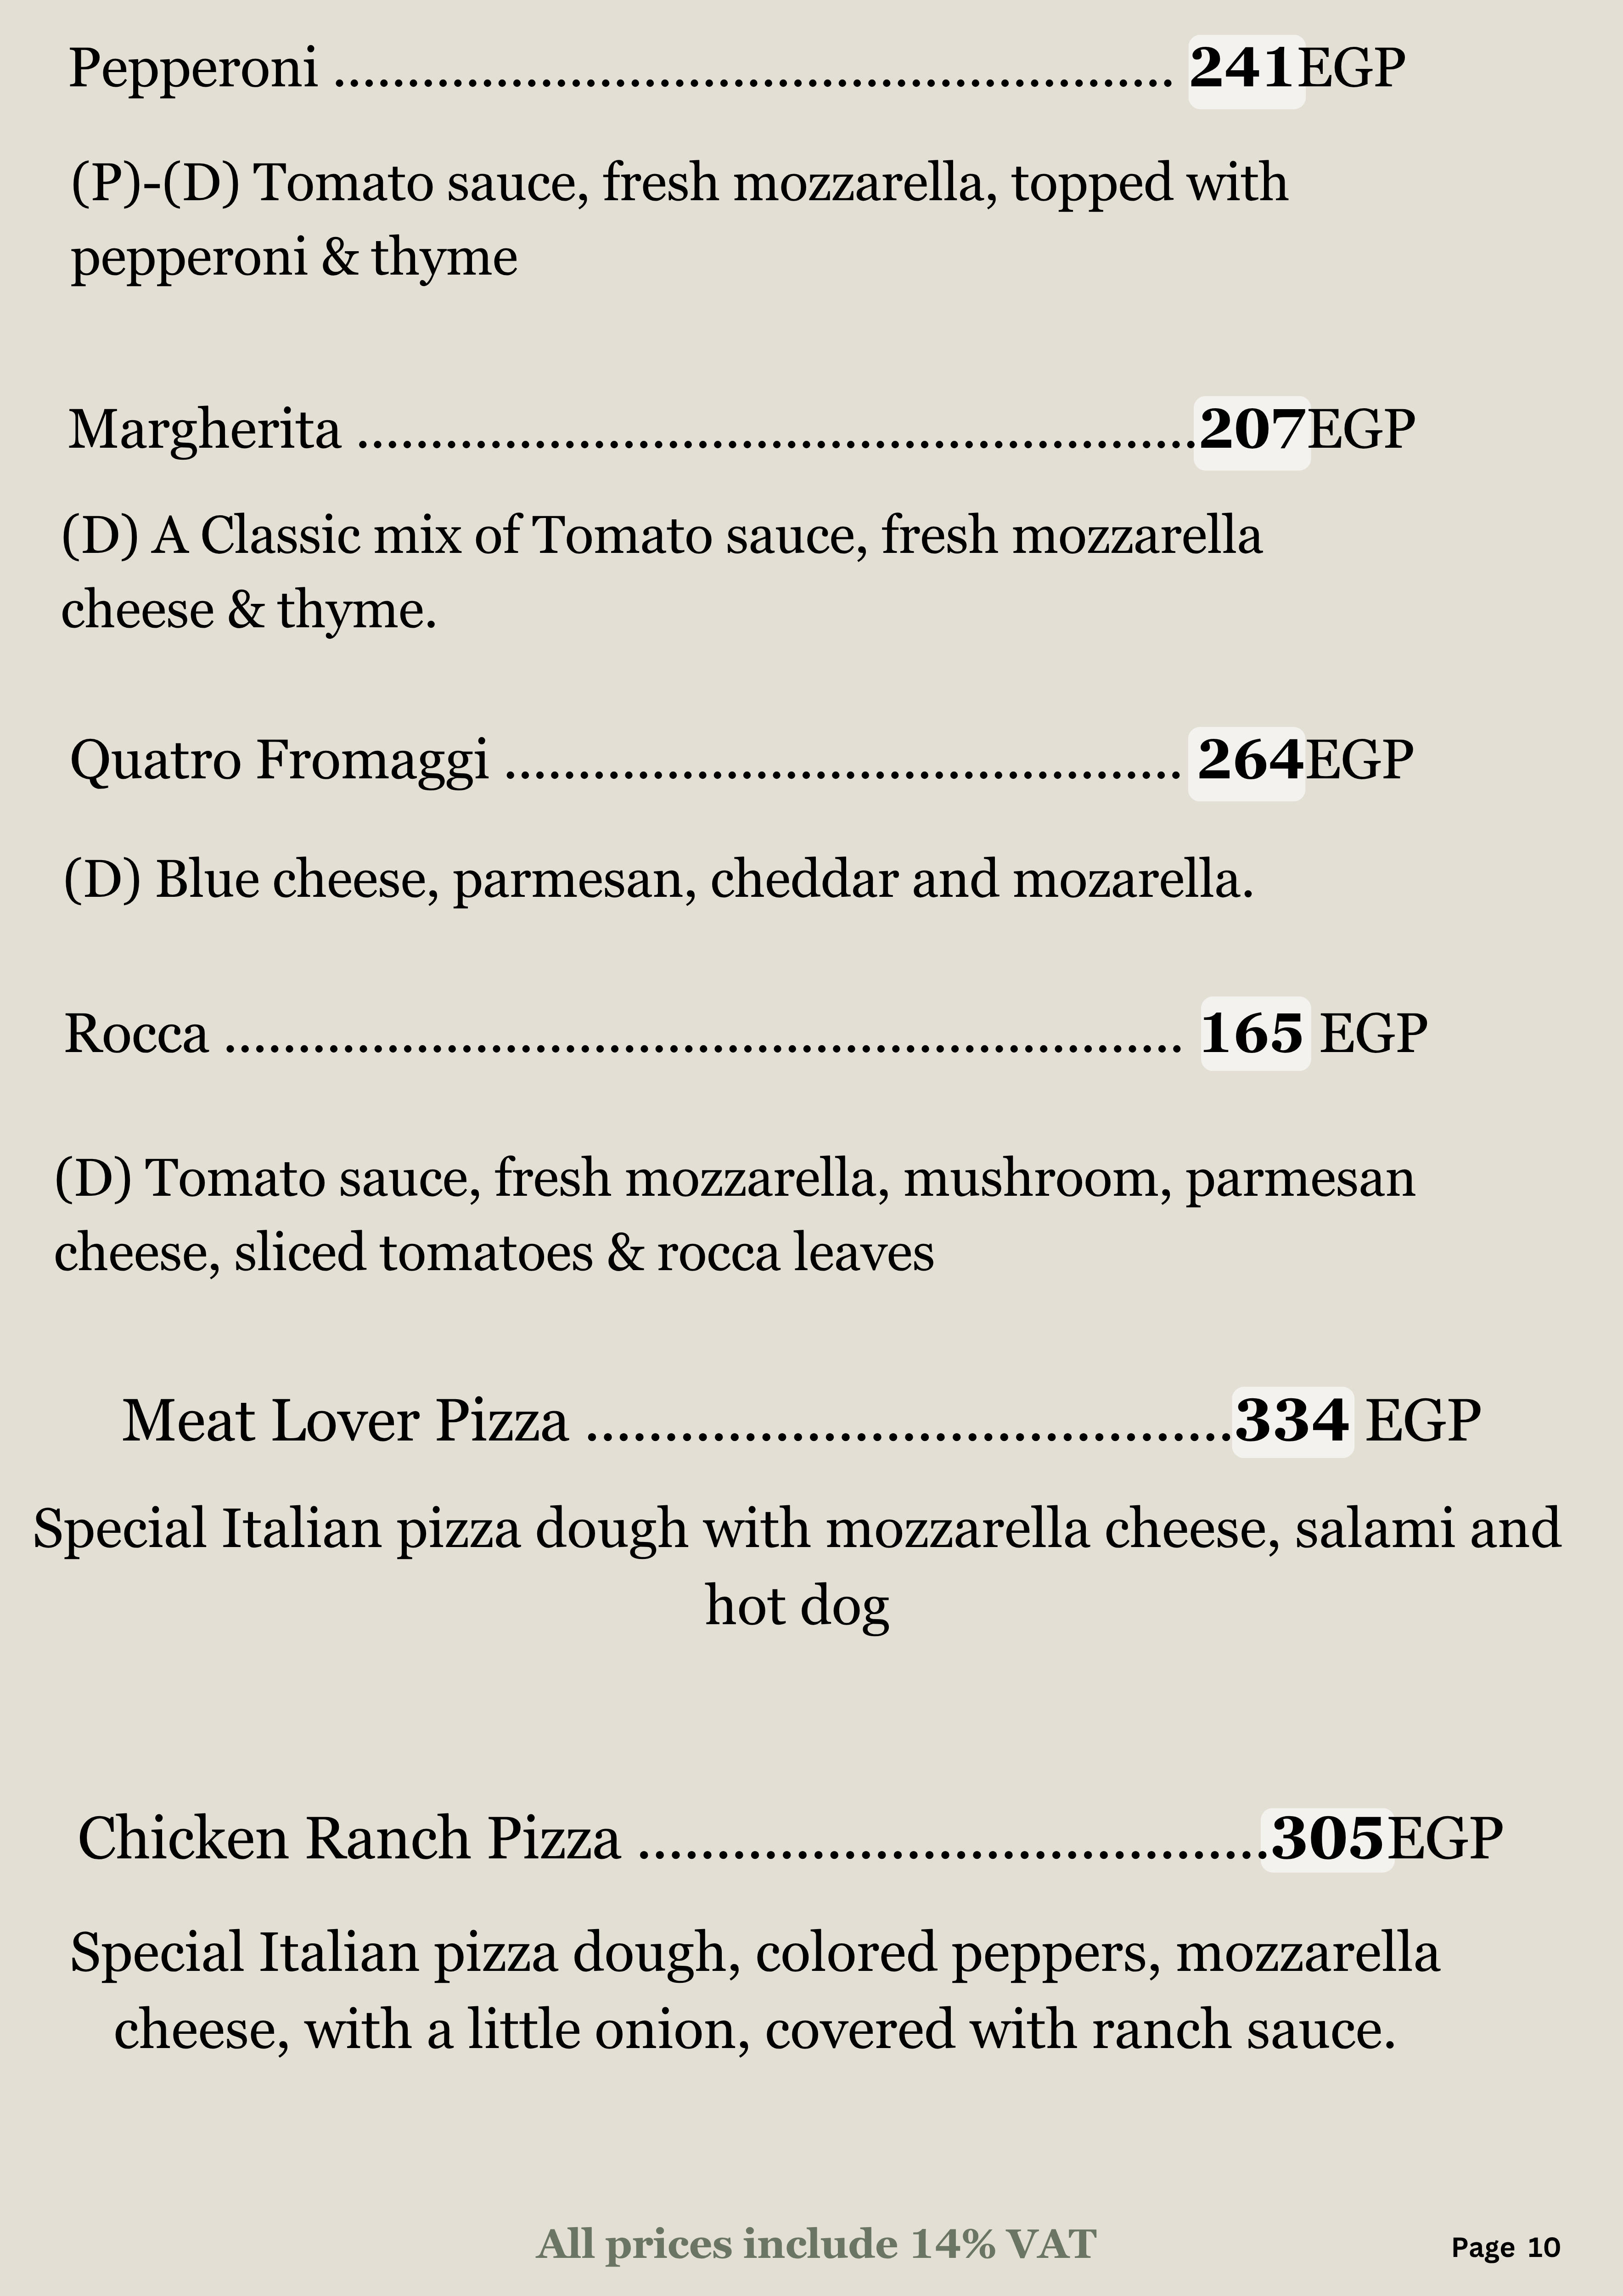 Pepperoni ......................................................... 241EGP
(P)-(D) Tomato sauce, fresh mozzarella, topped with
pepperoni & thyme
Margherita .........................................................207EGP
(D) A Classic mix of Tomato sauce, fresh mozzarella
cheese & thyme.
Quatro Fromaggi .............................................. 264EGP
(D) Blue cheese, parmesan, cheddar and mozarella.
Rocca ................................................................. 165 EGP
(D) Tomato sauce, fresh mozzarella, mushroom, parmesan
cheese, sliced tomatoes & rocca leaves
Meat Lover Pizza .........................................334 EGP
Special Italian pizza dough with mozzarella cheese, salami and
hot dog
Chicken Ranch Pizza ........................................305EGP
Special Italian pizza dough, colored peppers, mozzarella
cheese, with a little onion, covered with ranch sauce.
All prices include 14% VAT
Page 10